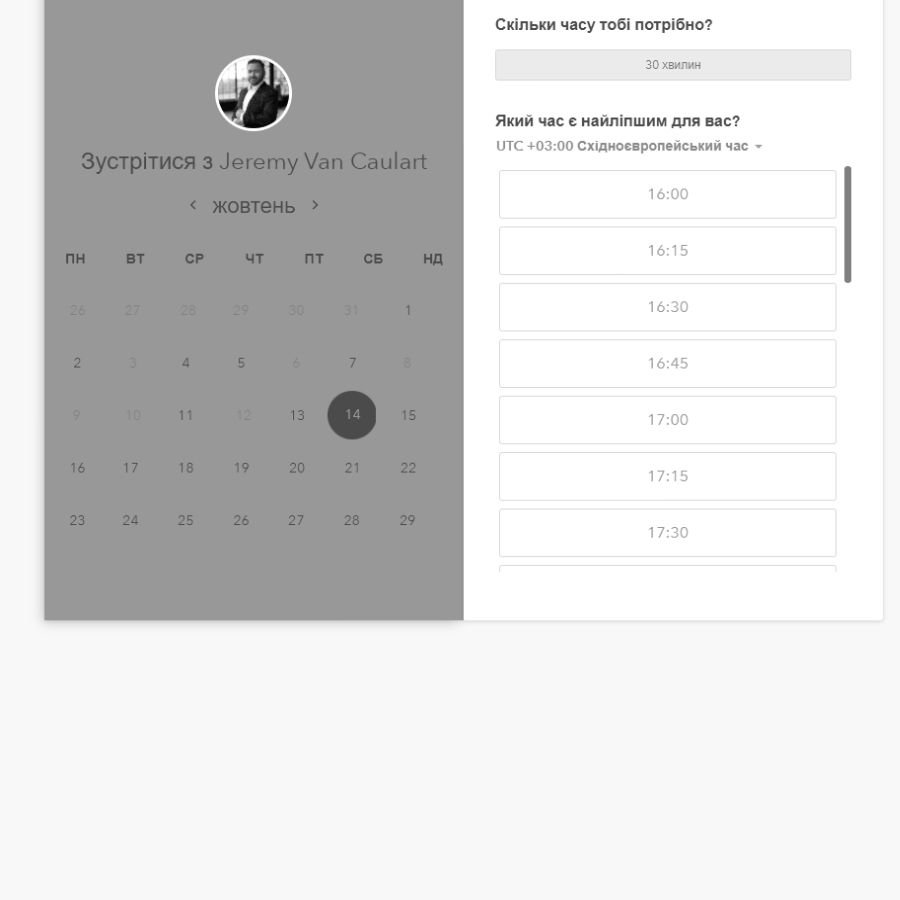 Зустрітися з Jeremy Van Caulart
жовтень
ПН ВТ СР ЧТ ПТ СБ НД
26 27 28 29 30 31 1
2 3 4 5 6 7 8
9 10 11 12 13 14 15
16 17 18 19 20 21 22
23 24 25 26 27 28 29
Скільки часу тобі потрібно?
30 хвилин
Який час є найліпшим для вас?
UTC +03:00 Східноєвропейський час
16:00
16:15
16:30
16:45
17:00
17:15
17:30